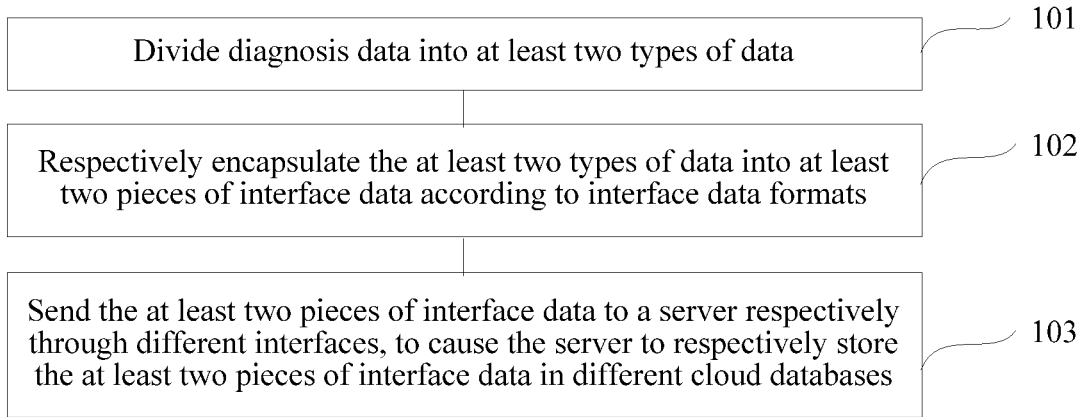 101
Divide diagnosis data into at least two types of data
102
Respectively encapsulate the at least two types of data into at least
two pieces of interface data according to interface data formats
Send the at least two pieces of interface data to a server respectively
through different interfaces, to cause the server to respectively store
103
the at least two pieces of interface data in different cloud databases